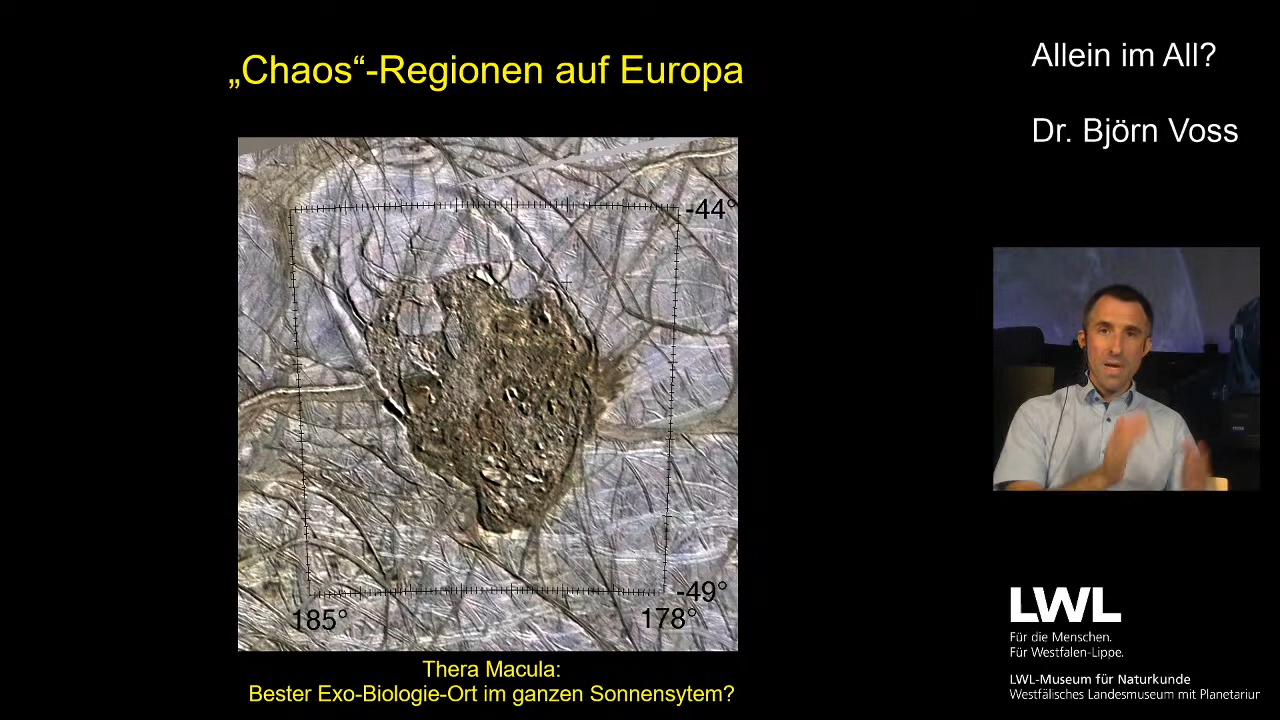 „Chaos“-Regionen auf Europa
Allein im All?
Dr. Björn Voss
-44°
-49°
185°
178°
Thera Macula:
Bester Exo-Biologie-Ort im ganzen Sonnensytem?
LWL
Für die Menschen.
Für Westfalen-Lippe.
LWL-Museum für Naturkunde
Westfälisches Landesmuseum mit Planetarium